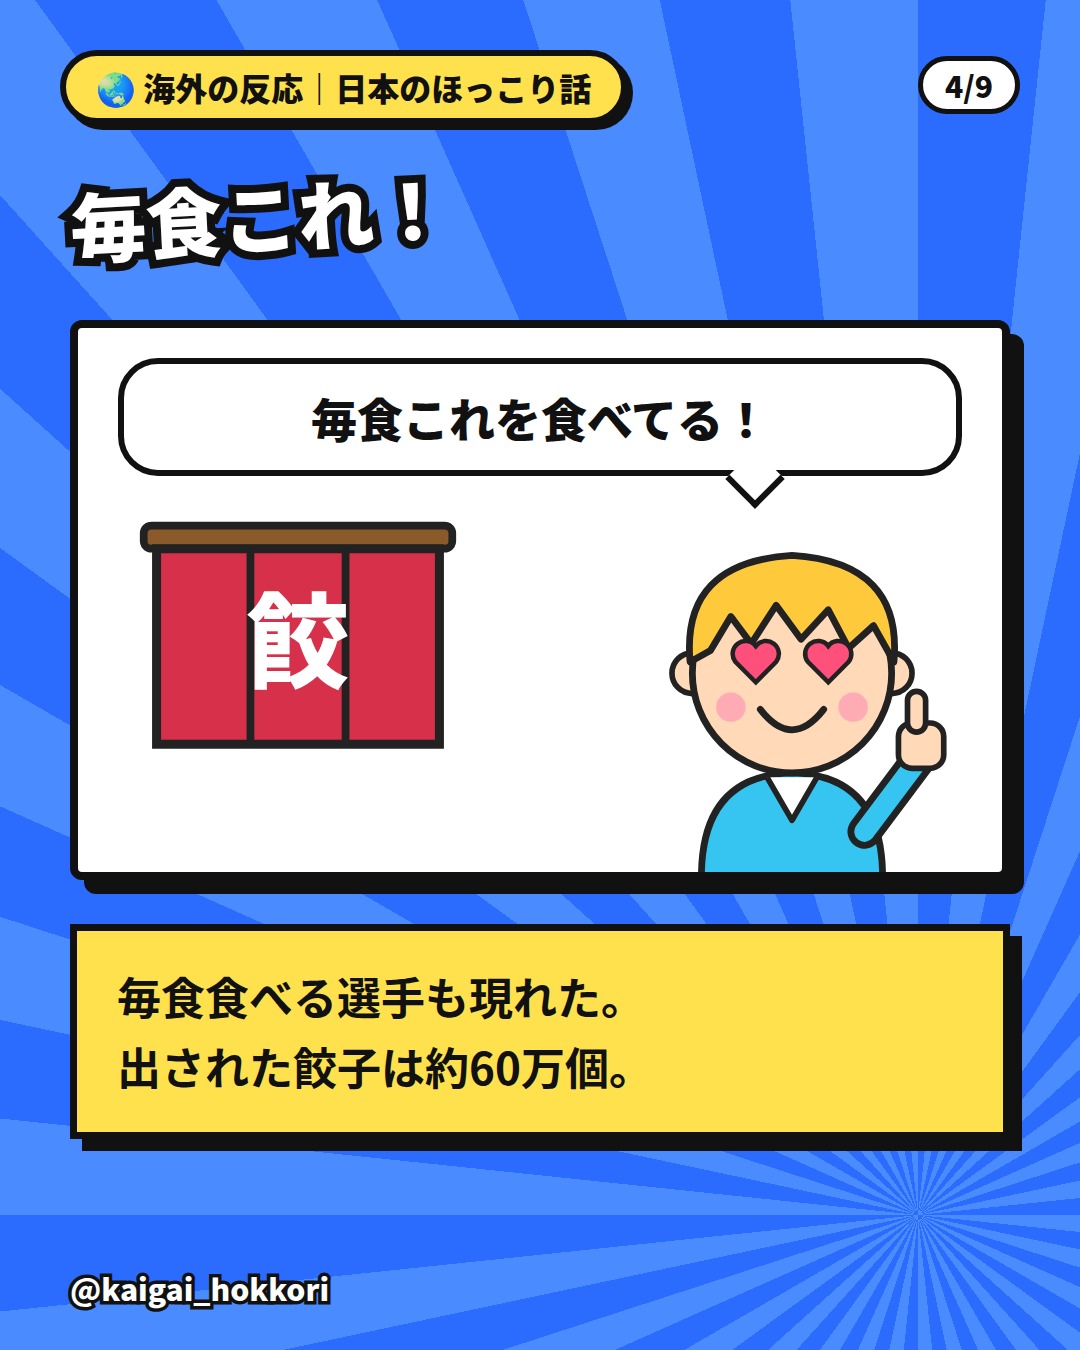 🌏 海外の反応｜日本のほっこり話
4/9
毎食これ！
毎食これを食べてる！
餃
毎食食べる選手も現れた。
出された餃子は約60万個。
@kaigai_hokkori